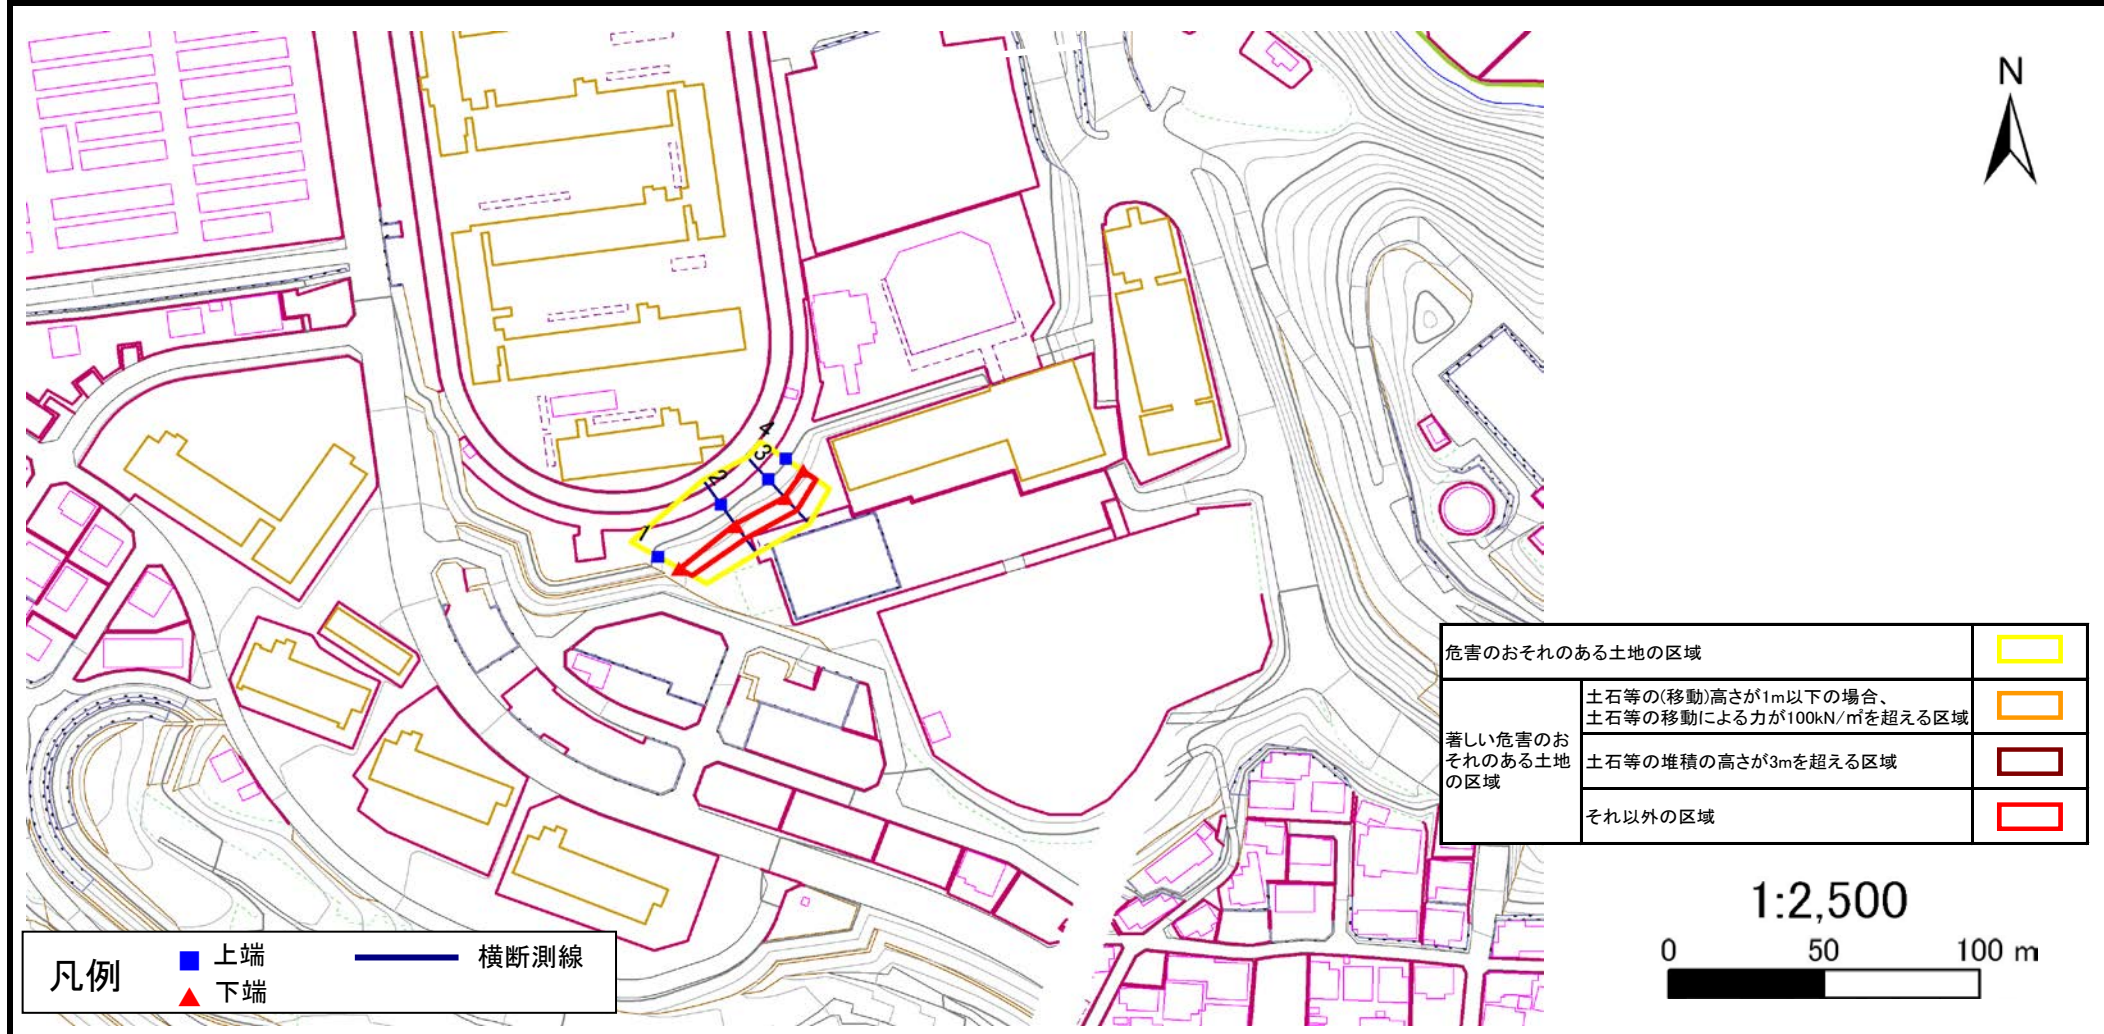 N
4
3
2
1
危害のおそれのある土地の区域
著しい危害のお
それのある土地
の区域
土石等の(移動)高さが1m以下の場合、
土石等の移動による力が100kN/㎡を超える区域
土石等の堆積の高さが3mを超える区域
それ以外の区域
1:2,500
0 50 100 m
凡例
上端
下端
横断測線